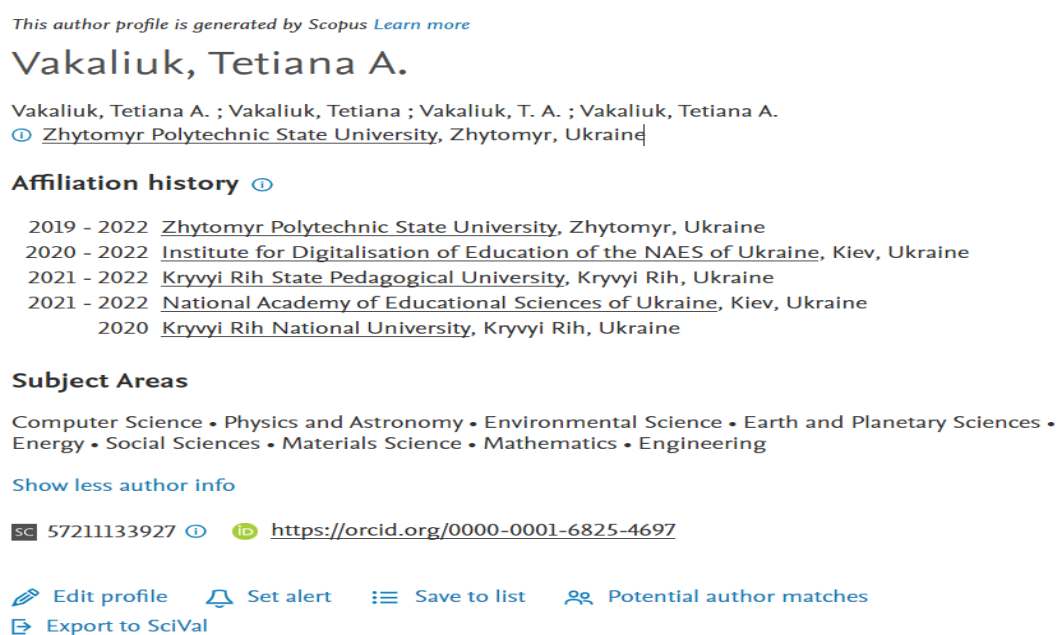 This author profile is generated by Scopus Learn more
Vakaliuk, Tetiana A.
Vakaliuk, Tetiana A. ; Vakaliuk, Tetiana ; Vakaliuk, T. A. ; Vakaliuk, Tetiana A.
Zhytomyr Polytechnic State University, Zhytomyr, Ukraine
Affiliation history
2019 - 2022 Zhytomyr Polytechnic State University, Zhytomyr, Ukraine
2020 - 2022 Institute for Digitalisation of Education of the NAES of Ukraine, Kiev, Ukraine
2021 - 2022 Kryvyi Rih State Pedagogical University, Kryvyi Rih, Ukraine
2021 - 2022 National Academy of Educational Sciences of Ukraine, Kiev, Ukraine
2020 Kryvyi Rih National University, Kryvyi Rih, Ukraine
Subject Areas
Computer Science • Physics and Astronomy • Environmental Science • Earth and Planetary Sciences •
Energy • Social Sciences • Materials Science • Mathematics • Engineering
Show less author info
SC 57211133927 iD https://orcid.org/0000-0001-6825-4697
Edit profile Set alert Save to list Potential author matches
Export to SciVal